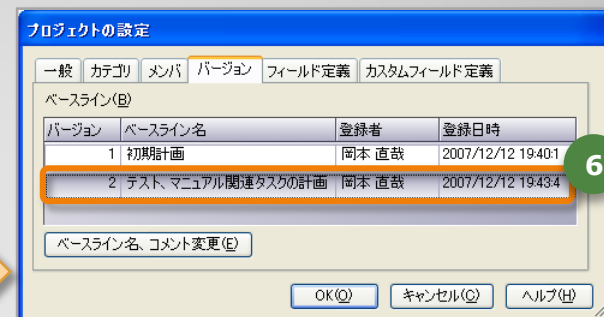 プロジェクトの設定
一般 カテゴリ メンバ バージョン フィールド定義 カスタムフィールド定義
ベースライン(B)
バージョン ベースライン名 登録者 登録日時
1 初期計画 岡本 直哉 2007/12/12 19:40:1
2 テスト、マニュアル関連タスクの計画 岡本 直哉 2007/12/12 19:43:4
6
ベースライン名、コメント変更(E)
OK(O) キャンセル(C) ヘルプ(H)